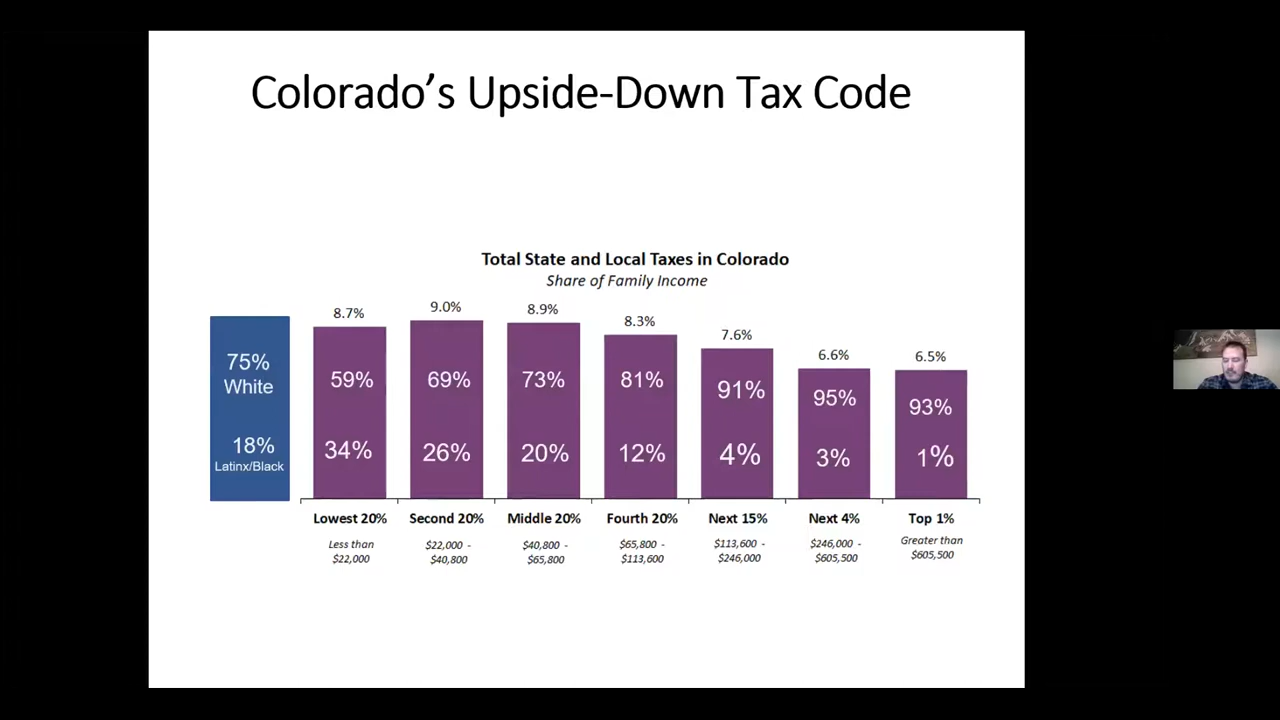 Colorado's Upside-Down Tax Code
Total State and Local Taxes in Colorado
Share of Family Income
8.7%
9.0%
8.9%
8.3%
7.6%
6.6%
6.5%
75%
White
59%
69%
73%
81%
91%
95%
93%
18%
Latinx/Black
34%
26%
20%
12%
4%
3%
1%
Lowest 20%
Second 20%
Middle 20%
Fourth 20%
Next 15%
Next 4%
Top 1%
Less than
$22,000
$22,000 -
$40,800
$40,800 -
$65,800
$65,800 -
$113,600
$113,600 -
$246,000
$246,000 -
$605,500
Greater than
$605,500